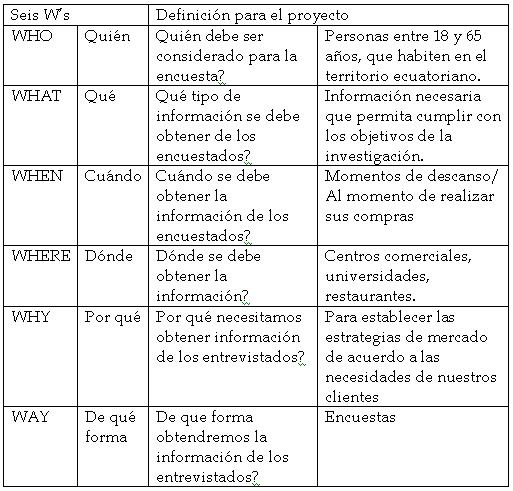 Seis W's Definición para el proyecto
WHO Quién Quién debe ser Personas entre 18 y 65
considerado para la años, que habiten en el
encuesta? territorio ecuatoriano.
WHAT Qué Qué tipo de Información necesaria
información se debe que permita cumplir con
obtener de los los objetivos de la
encuestados? investigación.
WHEN Cuándo Cuándo se debe Momentos de descanso/
obtener la Al momento de realizar
información de los sus compras
encuestados?
WHERE Dónde Dónde se debe Centros comerciales,
obtener la universidades,
información? restaurantes.
WHY Por qué Por qué necesitamos Para establecer las
obtener información estrategias de mercado
de los entrevistados? de acuerdo a las
necesidades de nuestros
clientes
WAY De qué De que forma Encuestas
forma obtendremos la
información de los
entrevistados?